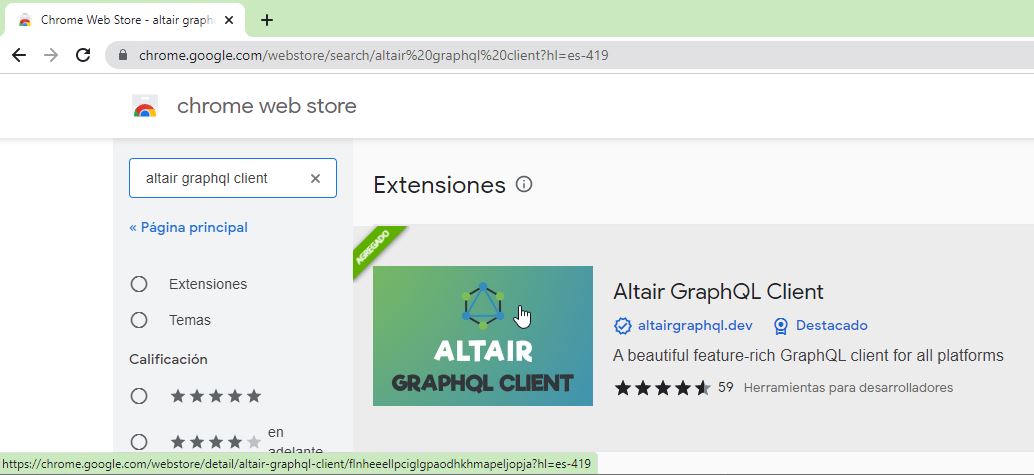 Chrome Web Store - altair graph
chrome.google.com/webstore/search/altair%20graphql%20client?hl=es-419
chrome web store
altair graphql client
« Página principal
Extensiones
Temas
Calificación
en
adelante
Extensiones
AGREGADO
ALTAIR
GRAPHQL CLIENT
Altair GraphQL Client
altairgraphql.dev Destacado
A beautiful feature-rich GraphQL client for all platforms
59 Herramientas para desarrolladores
https://chrome.google.com/webstore/detail/altair-graphql-client/flnheeellpciglgpaodhkhmapeljopja?hl=es-419